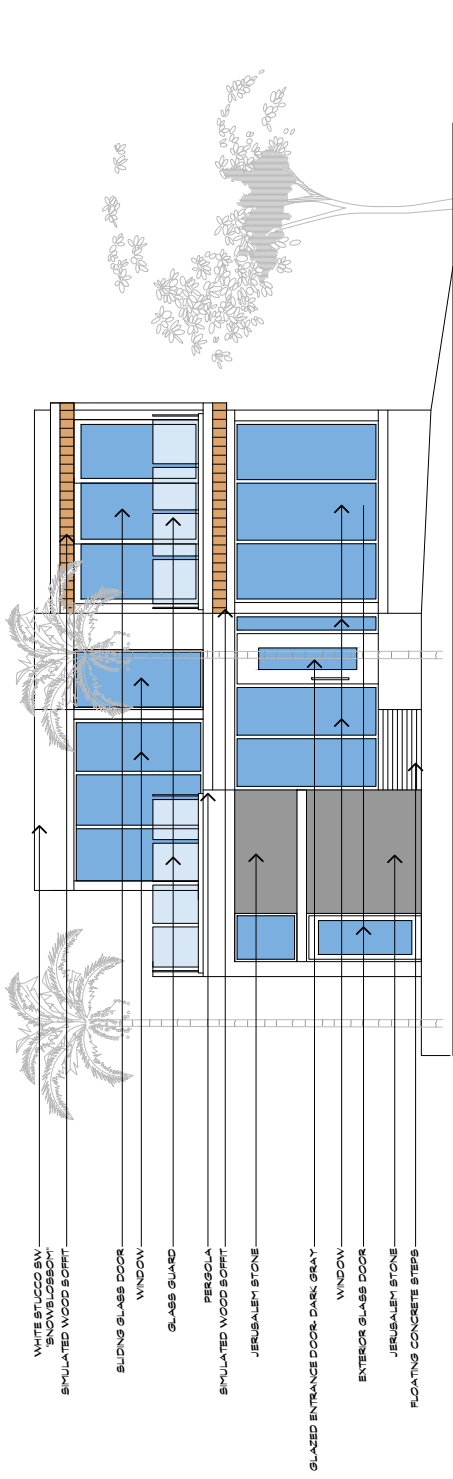 WHITE STUCCO SW
"SNOWBLOSSOM"
SIMULATED WOOD SOFFIT
SLIDING GLASS DOOR
WINDOW
GLASS GUARD
PERGOLA
SIMULATED WOOD SOFFIT
JERUSALEM STONE
GLAZED ENTRANCE DOOR- DARK GRAY
WINDOW
EXTERIOR GLASS DOOR
JERUSALEM STONE
FLOATING CONCRETE STEPS